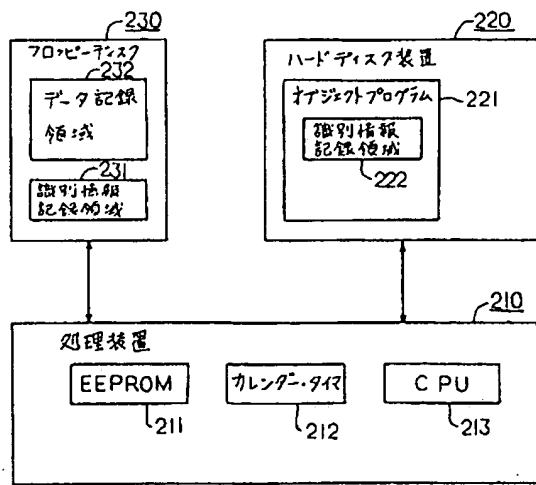 230
フロッピーディスク
232
データ記録
領域
231
識別情報
記録領域
220
ハードディスク装置
オブジェクトプログラム
221
識別情報
記録領域
222
210
処理装置
EEPROM
211
カレンダー・タイマ
212
CPU
213